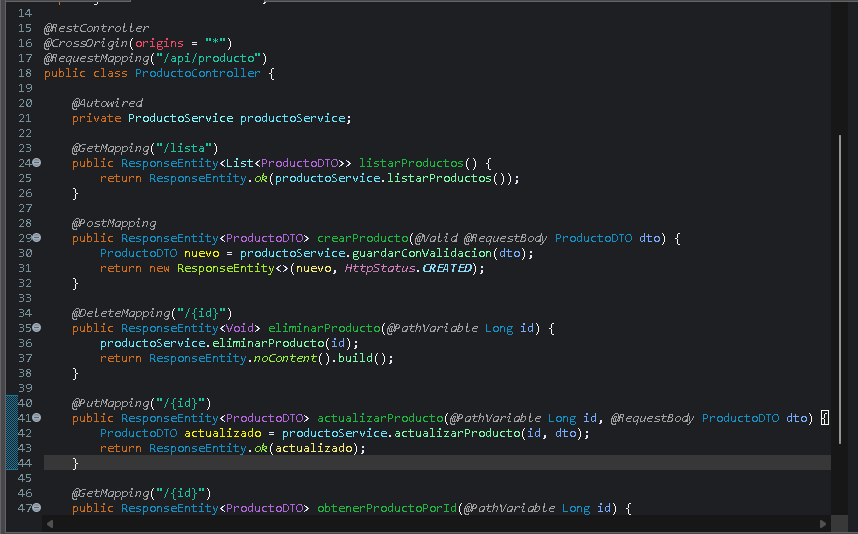 14
15 @RestController
16 @CrossOrigin(origins = "*")
17 @RequestMapping("/api/producto")
18 public class ProductoController {
19
20 @Autowired
21 private ProductoService productoService;
22
23 @GetMapping("/lista")
24 public ResponseEntity<List<ProductoDTO>> listarProductos() {
25 return ResponseEntity.ok(productoService.listarProductos());
26 }
27
28 @PostMapping
29 public ResponseEntity<ProductoDTO> crearProducto(@Valid @RequestBody ProductoDTO dto) {
30 ProductoDTO nuevo = productoService.guardarConValidacion(dto);
31 return new ResponseEntity<>(nuevo, HttpStatus.CREATED);
32 }
33
34 @DeleteMapping("/{id}")
35 public ResponseEntity<Void> eliminarProducto(@PathVariable Long id) {
36 productoService.eliminarProducto(id);
37 return ResponseEntity.noContent().build();
38 }
39
40 @PutMapping("/{id}")
41 public ResponseEntity<ProductoDTO> actualizarProducto(@PathVariable Long id, @RequestBody ProductoDTO dto) {
42 ProductoDTO actualizado = productoService.actualizarProducto(id, dto);
43 return ResponseEntity.ok(actualizado);
44 }
45
46 @GetMapping("/{id}")
47 public ResponseEntity<ProductoDTO> obtenerProductoPorId(@PathVariable Long id) {